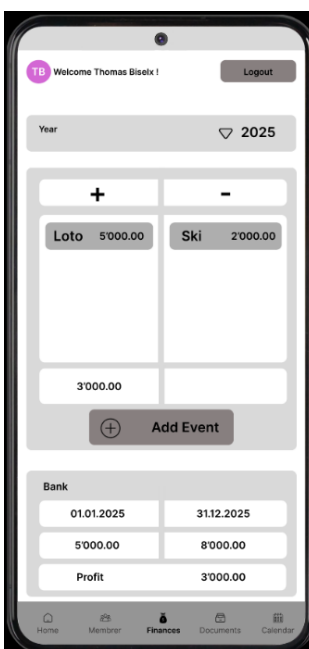 TB Welcome Thomas Biselx ! Logout
Year 2025
+ -
Loto 5'000.00 Ski 2'000.00
3'000.00
Add Event
Bank
01.01.2025 31.12.2025
5'000.00 8'000.00
Profit 3'000.00
Home Membrer Finances Documents Calendar